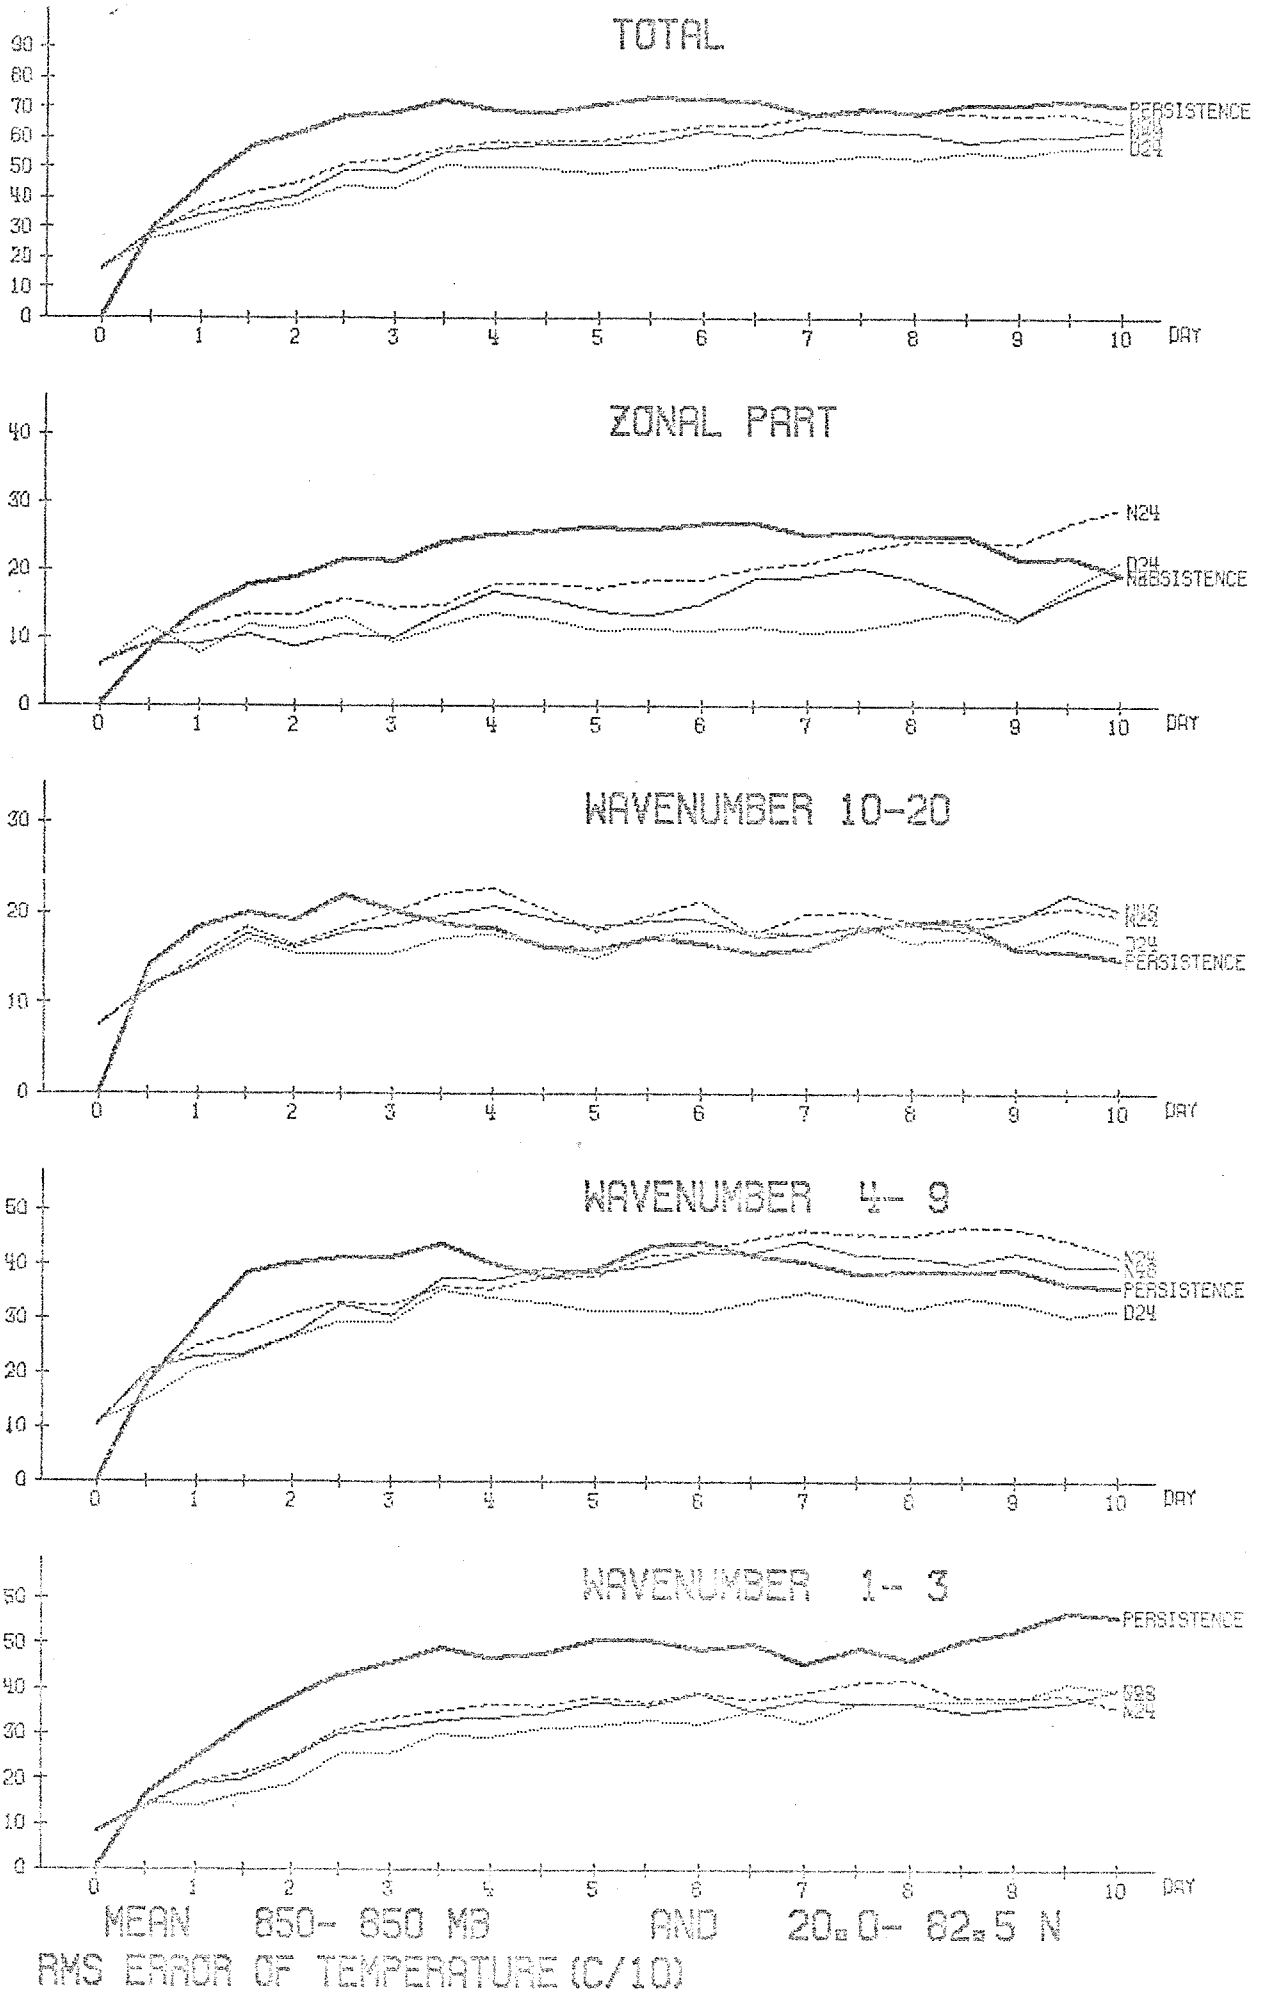 TOTAL
90
80
70
60
50
40
30
20
10
0
PERSISTENCE
D24
0 1 2 3 4 5 6 7 8 9 10 DAY
ZONAL PART
40
30
20
10
0
N24
D24
0 1 2 3 4 5 6 7 8 9 10 DAY
WAVENUMBER 10-20
30
20
10
0
N24
D24
PERSISTENCE
0 1 2 3 4 5 6 7 8 9 10 DAY
WAVENUMBER 4- 9
50
40
30
20
10
0
N24
N48
PERSISTENCE
D24
0 1 2 3 4 5 6 7 8 9 10 DAY
WAVENUMBER 1- 3
60
50
40
30
20
10
0
PERSISTENCE
N24
0 1 2 3 4 5 6 7 8 9 10 DAY
MEAN 850- 850 MB AND 20.0- 82.5 N
RMS ERROR OF TEMPERATURE (C/10)